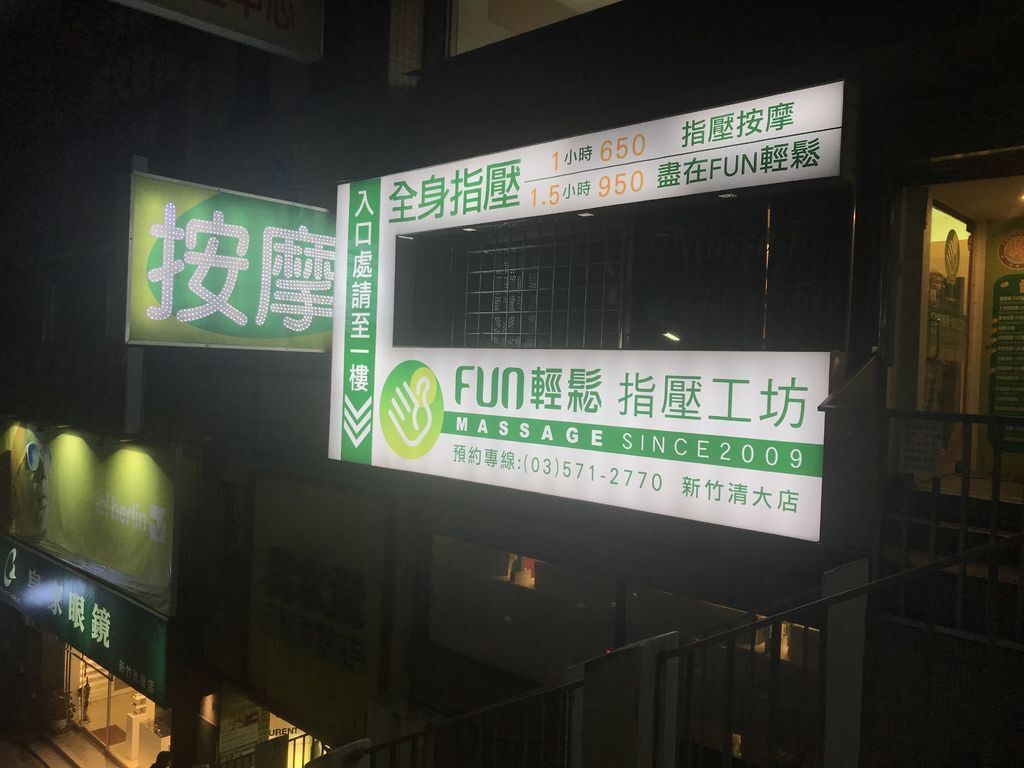 中心
按摩
入口處請至一樓
全身指壓
1小時 650
1.5小時 950
指壓按摩
盡在FUN輕鬆
FUN輕鬆 指壓工坊
MASSAGE SINCE2009
預約專線:(03)571-2770 新竹清大店
berlin
眼鏡